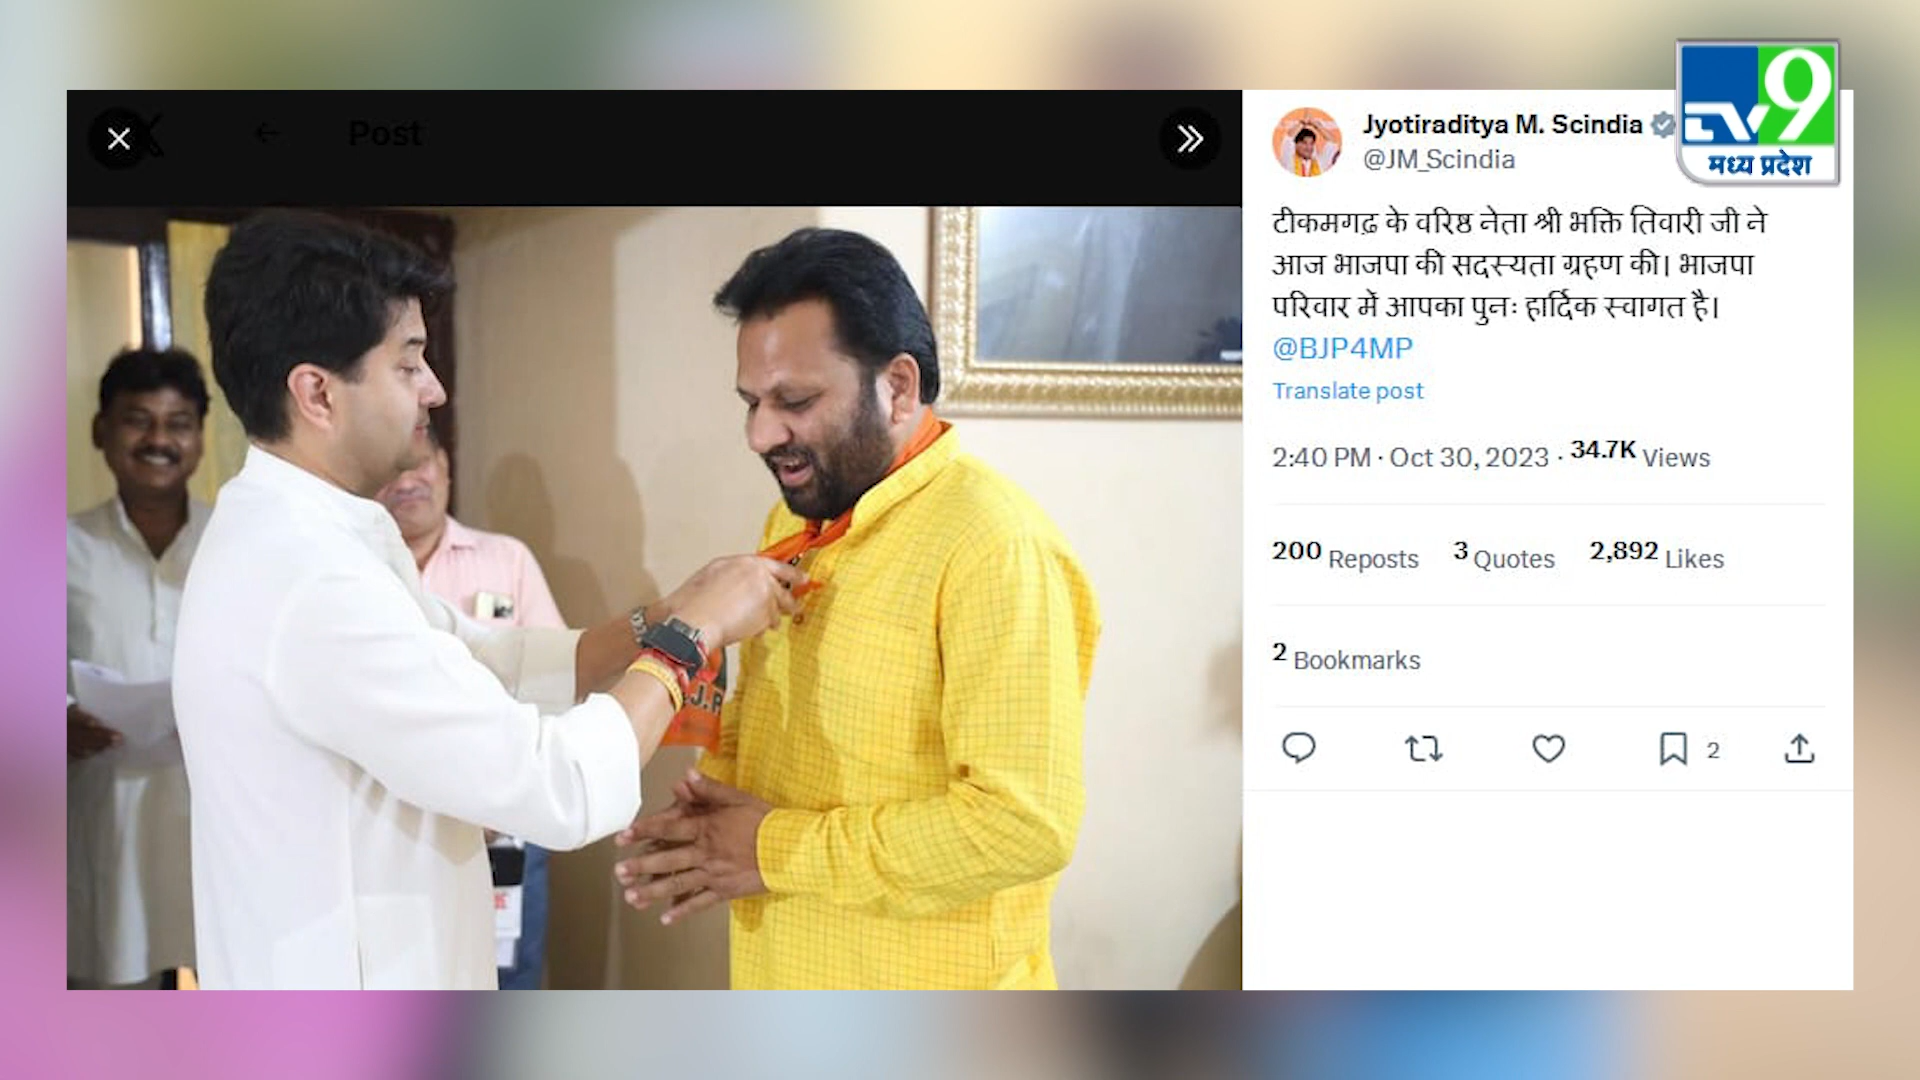 TV9
मध्य प्रदेश
Post
Jyotiraditya M. Scindia
@JM_Scindia
टीकमगढ़ के वरिष्ठ नेता श्री भक्ति तिवारी जी ने
आज भाजपा की सदस्यता ग्रहण की। भाजपा
परिवार में आपका पुनः हार्दिक स्वागत है।
@BJP4MP
Translate post
2:40 PM · Oct 30, 2023 · 34.7K Views
200 Reposts 3 Quotes 2,892 Likes
2 Bookmarks
2
J.P